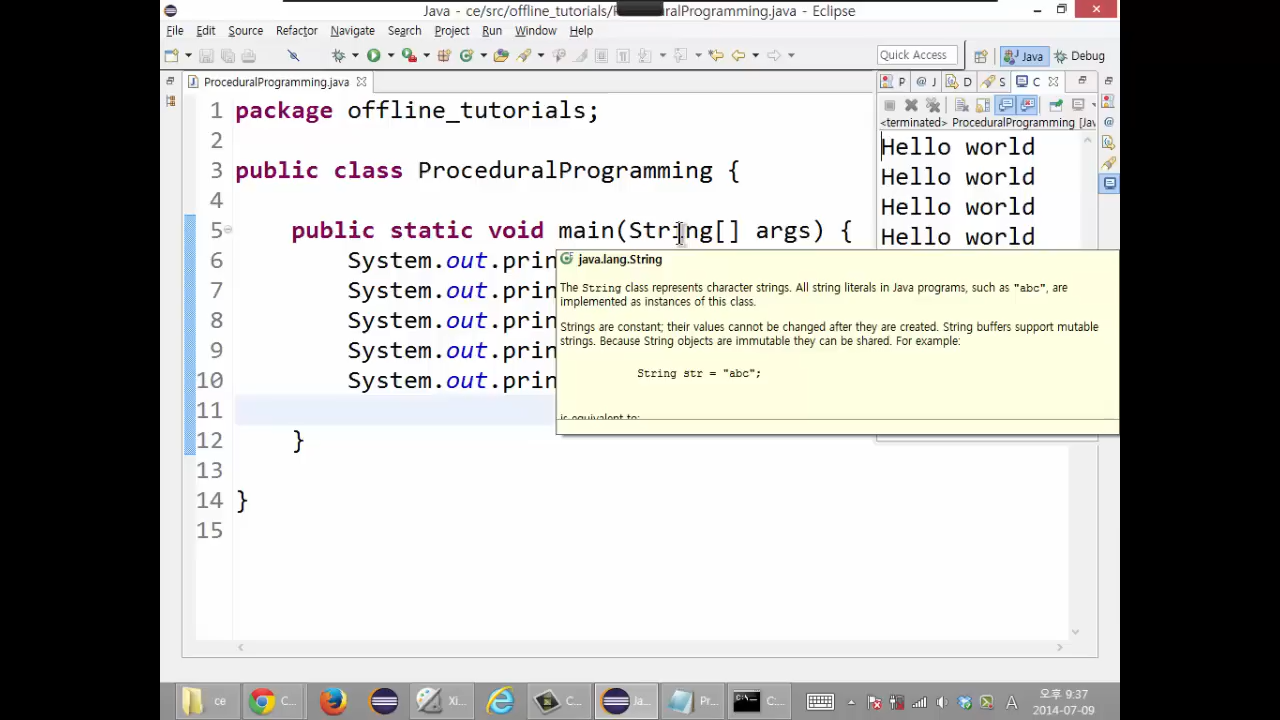 Java - ce/src/offline_tutorials/ProceduralProgramming.java - Eclipse
File Edit Source Refactor Navigate Search Project Run Window Help
Quick Access Java Debug
ProceduralProgramming.java
P @ J D S C
<terminated> ProceduralProgramming [Jav
1 package offline_tutorials;
2
3 public class ProceduralProgramming {
4
5 public static void main(String[] args) {
6 System.out.prin
7 System.out.prin
8 System.out.prin
9 System.out.prin
10 System.out.prin
11
12 }
13
14 }
15
Hello world
Hello world
Hello world
Hello world
java.lang.String
The String class represents character strings. All string literals in Java programs, such as "abc", are
implemented as instances of this class.
Strings are constant; their values cannot be changed after they are created. String buffers support mutable
strings. Because String objects are immutable they can be shared. For example:
String str = "abc";
is equivalent to:
ce C... Xi... C... Ja... Pr... C:... A
오후 9:37
2014-07-09